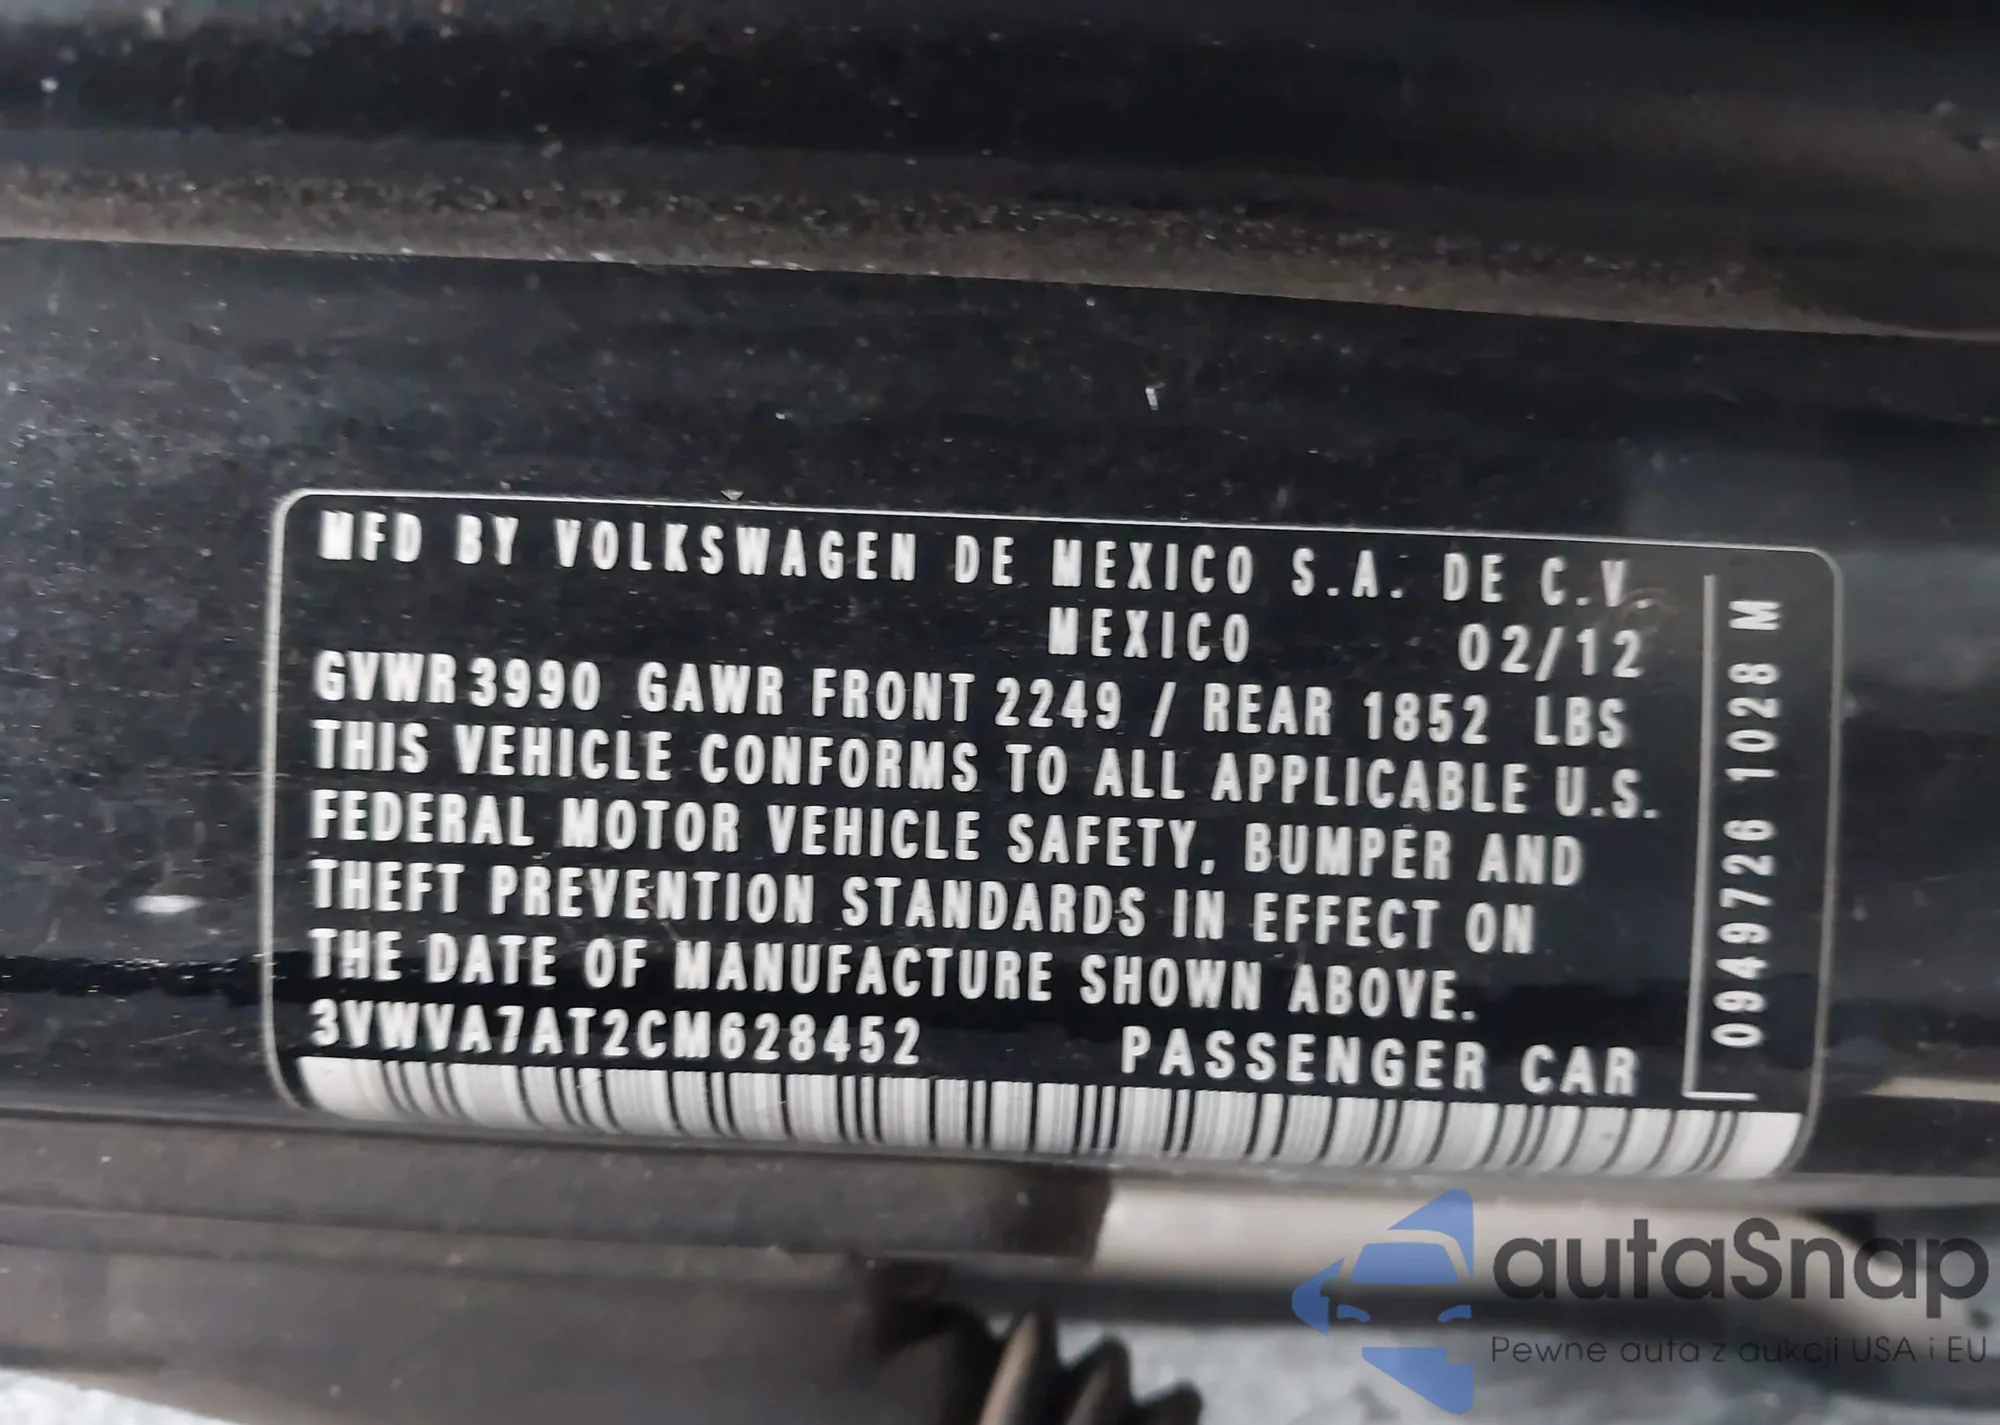 MFD BY VOLKSWAGEN DE MEXICO S.A. DE C.V.
MEXICO 02/12
GVWR 3990 GAWR FRONT 2249 / REAR 1852 LBS
THIS VEHICLE CONFORMS TO ALL APPLICABLE U.S.
FEDERAL MOTOR VEHICLE SAFETY, BUMPER AND
THEFT PREVENTION STANDARDS IN EFFECT ON
THE DATE OF MANUFACTURE SHOWN ABOVE.
3VWVA7AT2CM628452 PASSENGER CAR
0949726 1028 M
autaSnap
Pewne auta z aukcji USA i EU